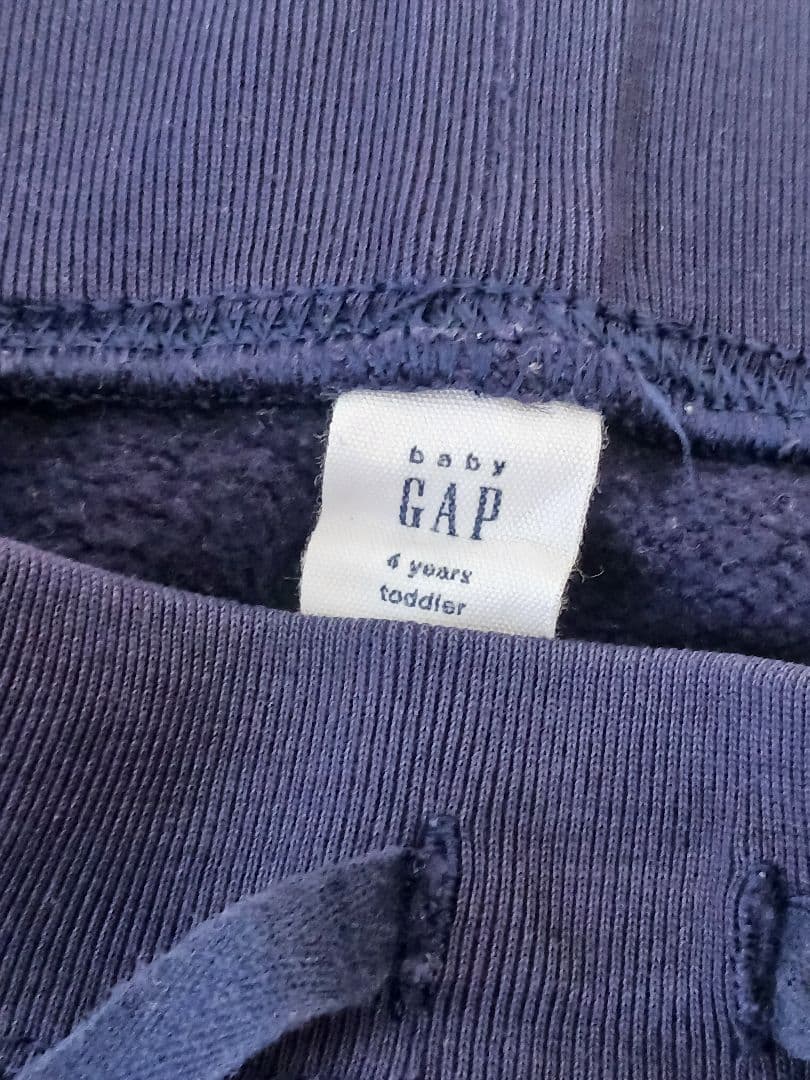 baby
GAP
4 years
toddler